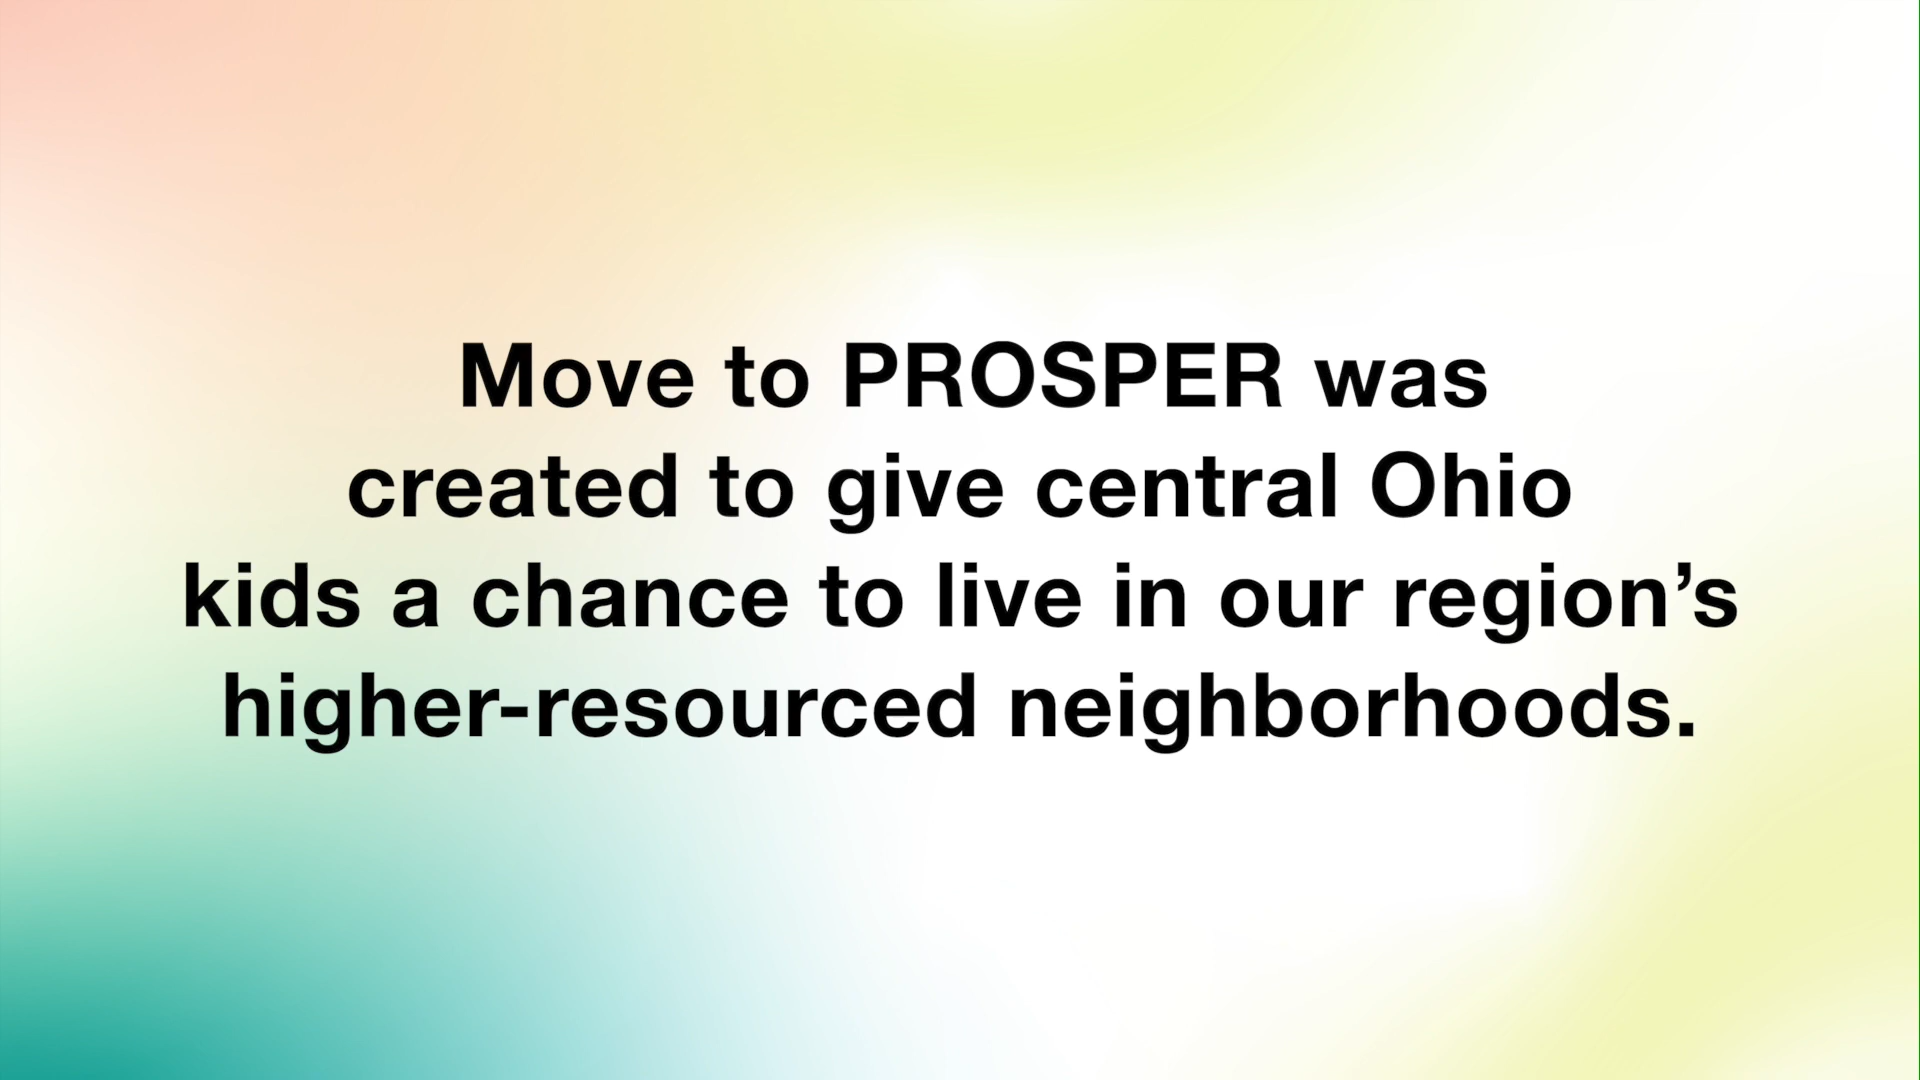 Move to PROSPER was
created to give central Ohio
kids a chance to live in our region’s
higher-resourced neighborhoods.